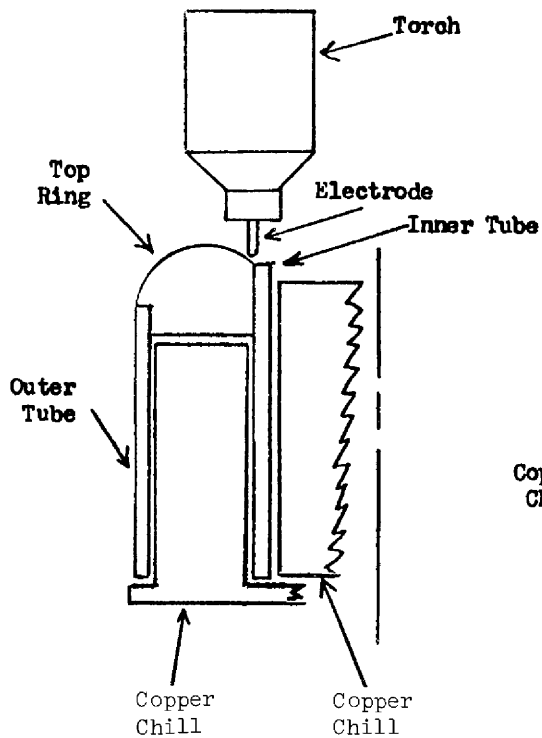 Torch
Top
Ring
Electrode
Inner Tube
Outer
Tube
Copper
Chill
Copper
Chill